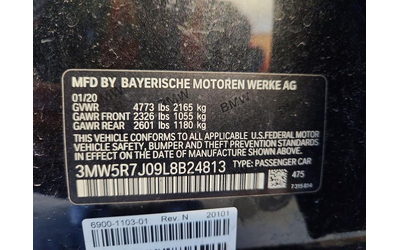 MFD BY BAYERISCHE MOTOREN WERKE AG
01/20
GVWR 4773 lbs 2165 kg
GAWR FRONT 2326 lbs 1055 kg
GAWR REAR 2601 lbs 1180 kg
THIS VEHICLE CONFORMS TO ALL APPLICABLE U.S.
FEDERAL MOTOR VEHICLE SAFETY, BUMPER,
AND THEFT PREVENTION STANDARDS IN EFFECT
ON THE DATE OF MANUFACTURE SHOWN ABOVE.
3MW5R7J09L8B24813 TYPE: PASSENGER CAR
475
6900-1103-01 Rev. N 20101